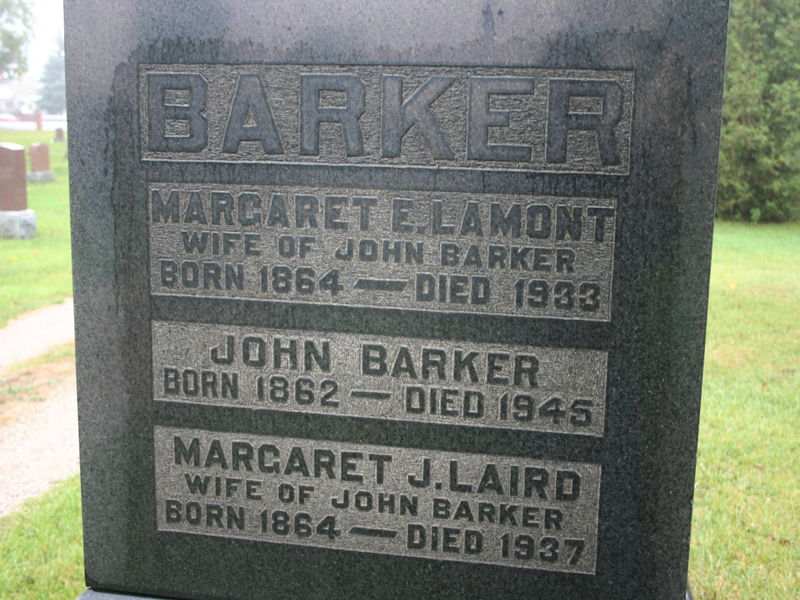 BARKER
MARGARET E. LAMONT
WIFE OF JOHN BARKER
BORN 1864 — DIED 1933
JOHN BARKER
BORN 1862 — DIED 1945
MARGARET J. LAIRD
WIFE OF JOHN BARKER
BORN 1864 — DIED 1937